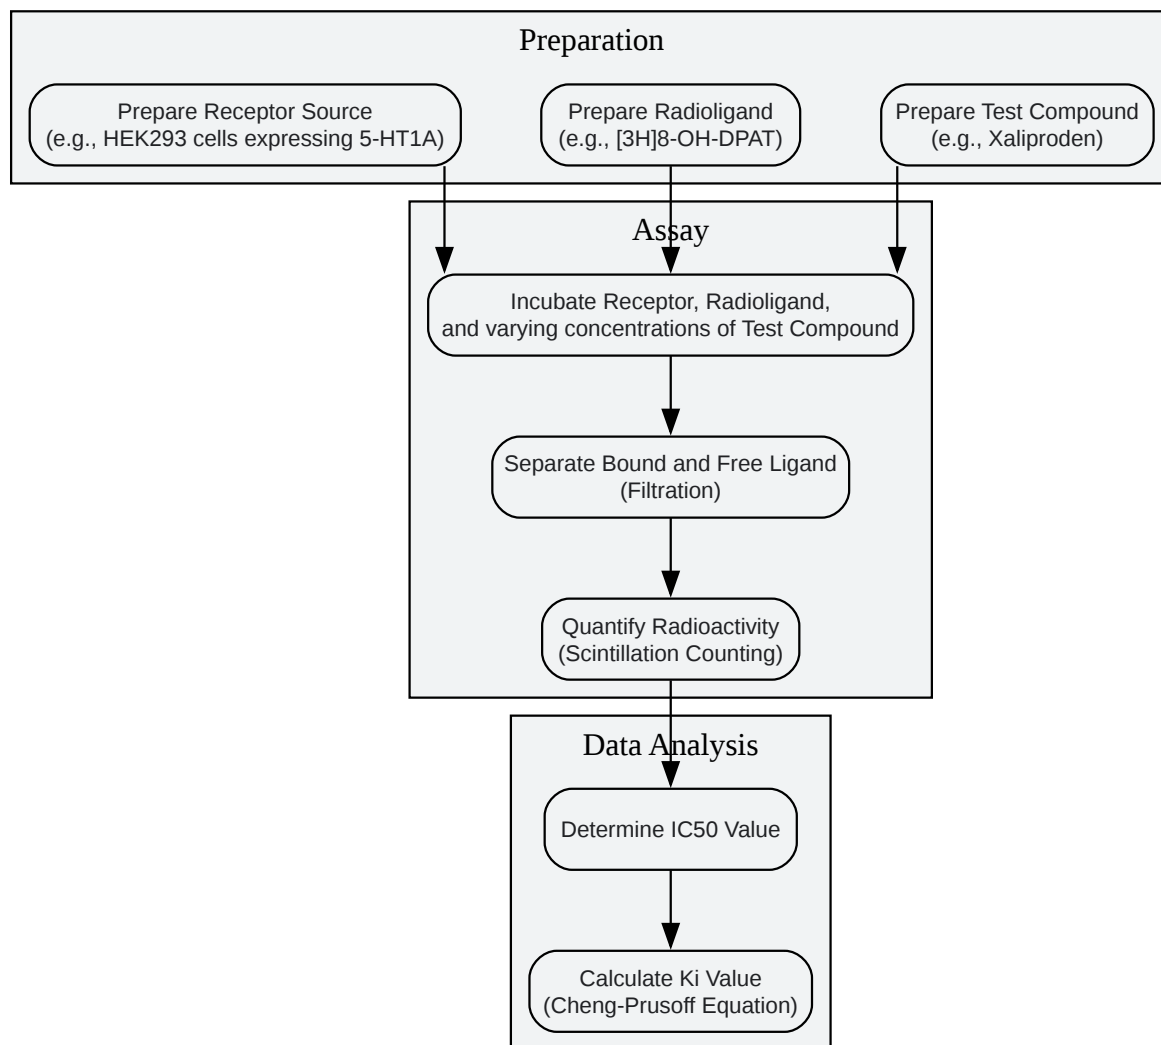 Preparation
Prepare Receptor Source
(e.g., HEK293 cells expressing 5-HT1A)
Prepare Radioligand
(e.g., [3H]8-OH-DPAT)
Prepare Test Compound
(e.g., Xaliproden)
Assay
Incubate Receptor, Radioligand,
and varying concentrations of Test Compound
Separate Bound and Free Ligand
(Filtration)
Quantify Radioactivity
(Scintillation Counting)
Data Analysis
Determine IC50 Value
Calculate Ki Value
(Cheng-Prusoff Equation)